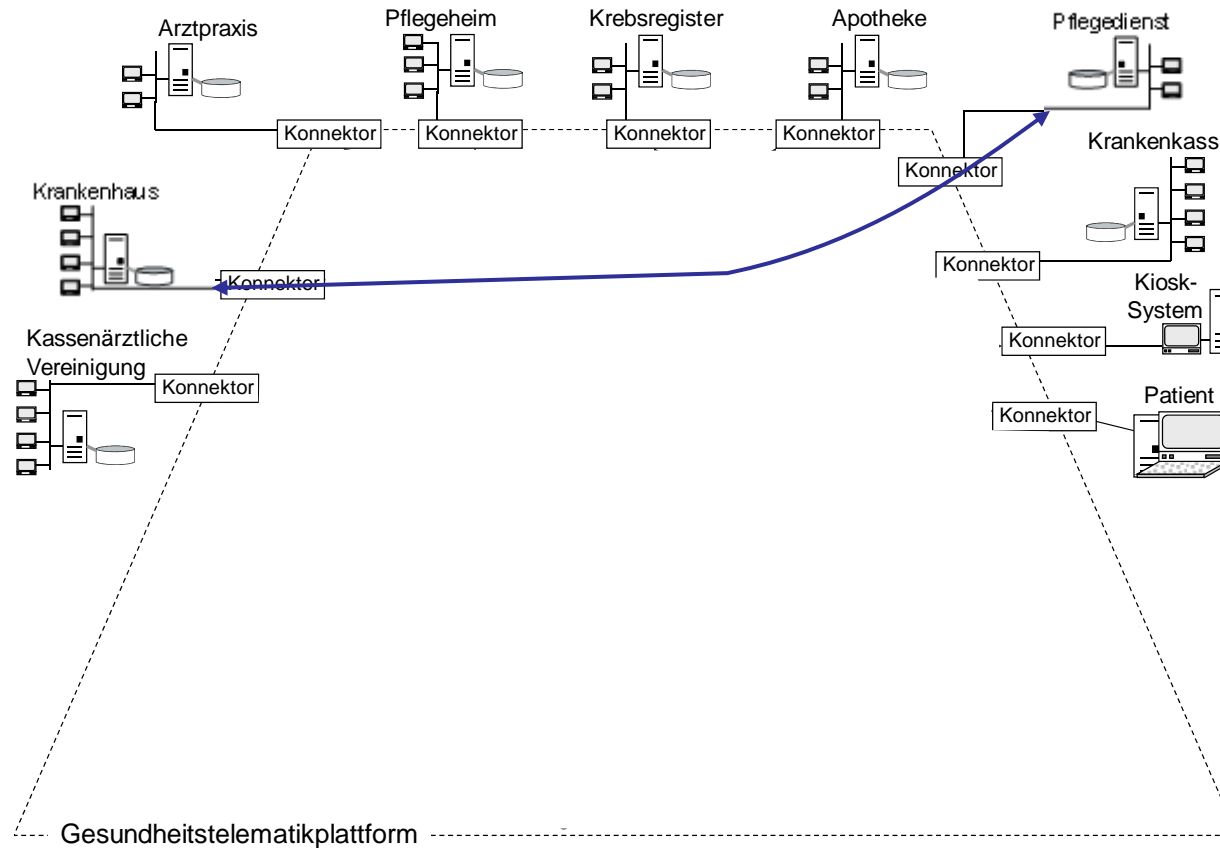 Arztpraxis
Pflegeheim
Krebsregister
Apotheke
Pflegedienst
Konnektor
Konnektor
Konnektor
Konnektor
Krankenkass
Konnektor
Krankenhaus
Konnektor
Konnektor
Kiosk-
System
Kassenärztliche
Vereinigung
Konnektor
Konnektor
Patient
Konnektor
Gesundheitstelematikplattform